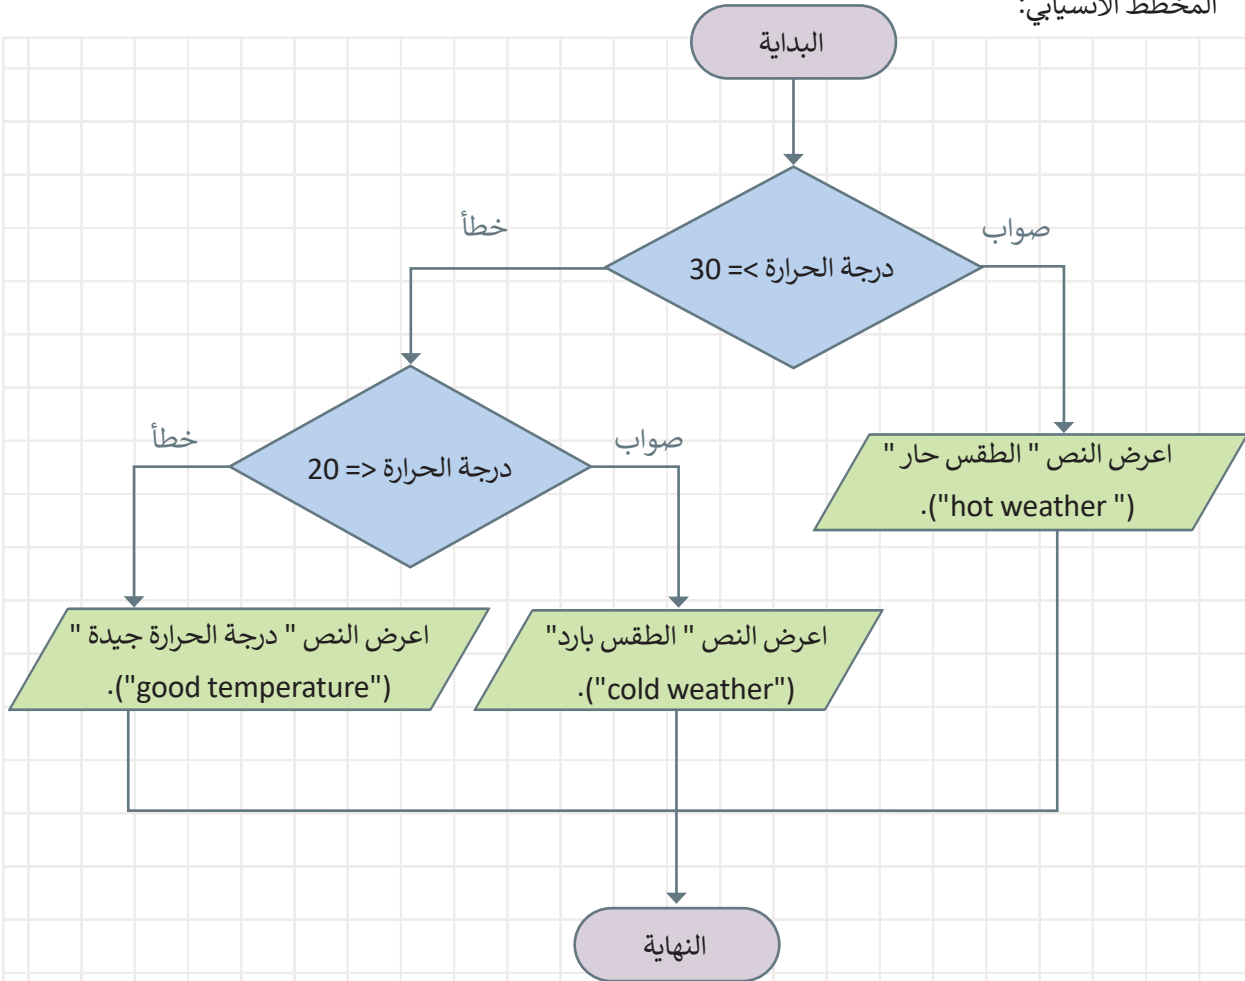 المخطط الانسيابي:
البداية
صواب
خطأ
درجة الحرارة >= 30
صواب
خطأ
درجة الحرارة <= 20
اعرض النص " الطقس حار "
("hot weather ").
اعرض النص " الطقس بارد"
("cold weather").
اعرض النص " درجة الحرارة جيدة "
("good temperature").
النهاية